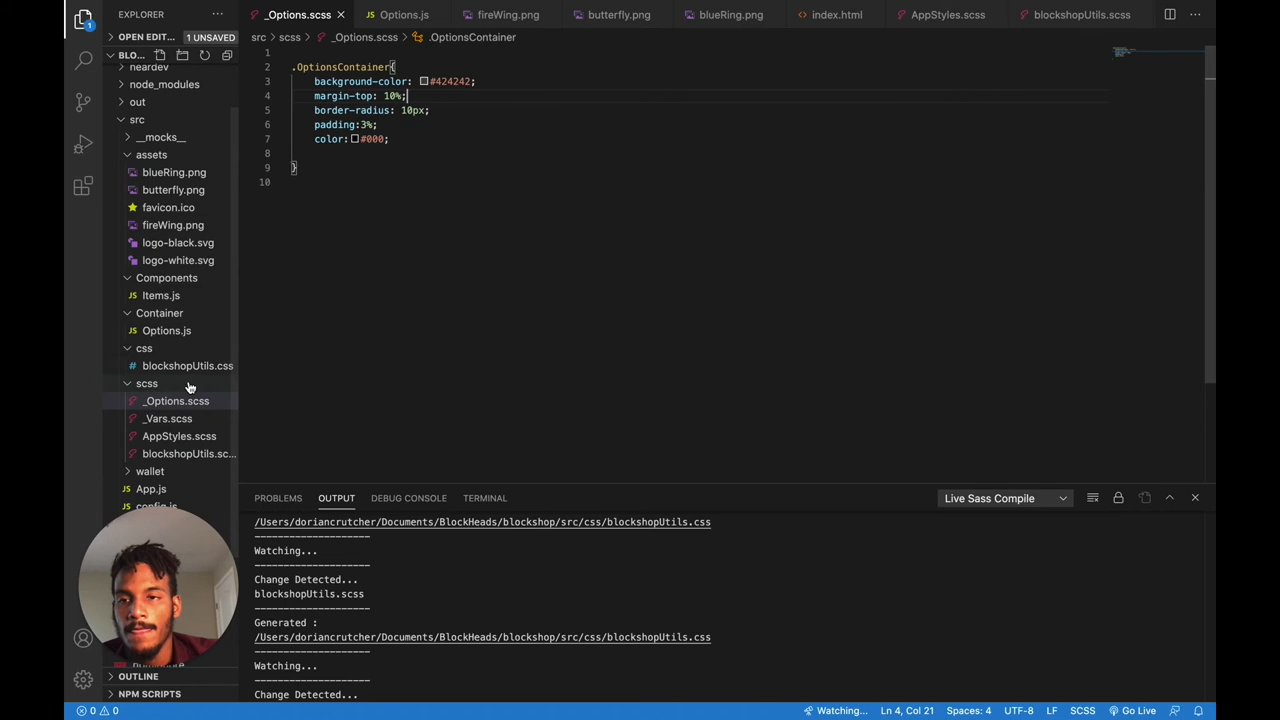 EXPLORER
_Options.scss
Options.js
fireWing.png
butterfly.png
blueRing.png
index.html
AppStyles.scss
blockshopUtils.scss
OPEN EDIT... 1 UNSAVED
src > scss > _Options.scss > .OptionsContainer
BLO...
neardev
node_modules
out
src
__mocks__
assets
blueRing.png
butterfly.png
favicon.ico
fireWing.png
logo-black.svg
logo-white.svg
Components
Items.js
Container
Options.js
css
# blockshopUtils.css
scss
_Options.scss
_Vars.scss
AppStyles.scss
blockshopUtils.sc...
wallet
App.js
config.js
OUTLINE
NPM SCRIPTS
1
2 .OptionsContainer{
3 background-color: #424242;
4 margin-top: 10%;
5 border-radius: 10px;
6 padding:3%;
7 color: #000;
8
9 }
10
PROBLEMS OUTPUT DEBUG CONSOLE TERMINAL
Live Sass Compile
/Users/doriancrutcher/Documents/BlockHeads/blockshop/src/css/blockshopUtils.css
--------------------
Watching...
--------------------
Change Detected...
blockshopUtils.scss
--------------------
Generated :
/Users/doriancrutcher/Documents/BlockHeads/blockshop/src/css/blockshopUtils.css
--------------------
Watching...
--------------------
Change Detected...
0 0 Watching... Ln 4, Col 21 Spaces: 4 UTF-8 LF SCSS Go Live